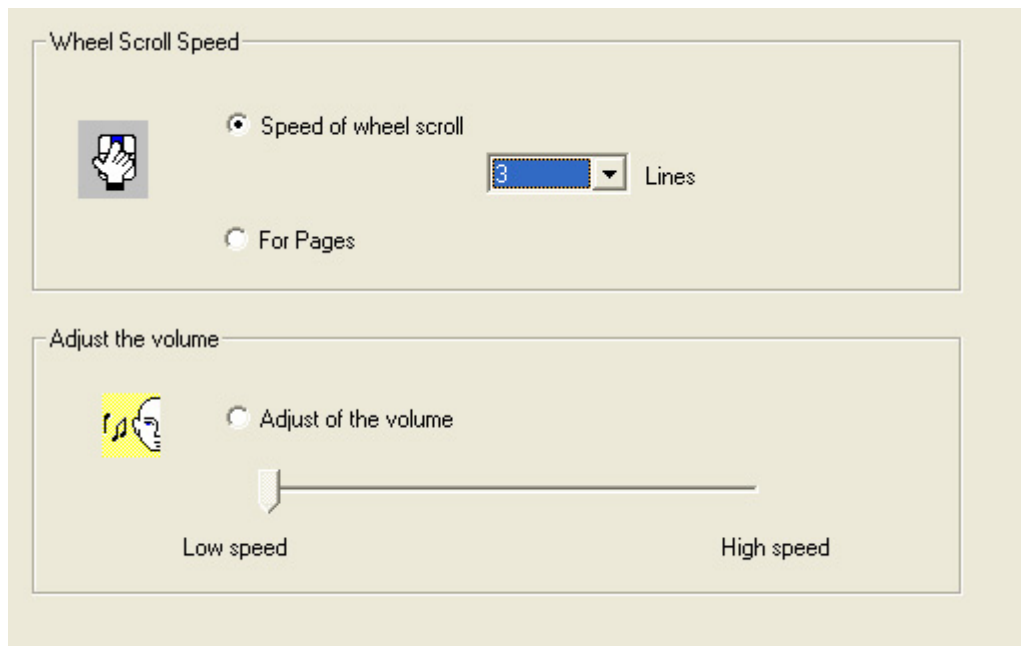 Wheel Scroll Speed
Speed of wheel scroll
3 Lines
For Pages
Adjust the volume
Adjust of the volume
Low speed High speed